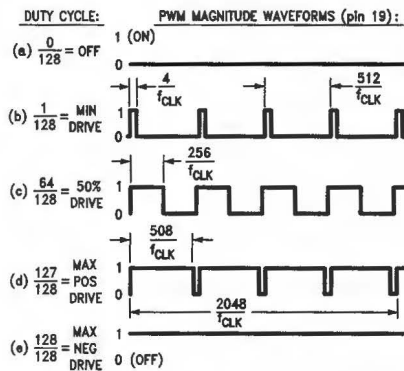 DUTY CYCLE: PWM MAGNITUDE WAVEFORMS (pin 19):
(a) 0/128 = OFF
1 (ON)
0
(b) 1/128 = MIN DRIVE
1
0
4/fCLK
512/fCLK
(c) 64/128 = 50% DRIVE
1
0
256/fCLK
(d) 127/128 = MAX POS DRIVE
1
0
508/fCLK
2048/fCLK
(e) 128/128 = MAX NEG DRIVE
1
0 (OFF)